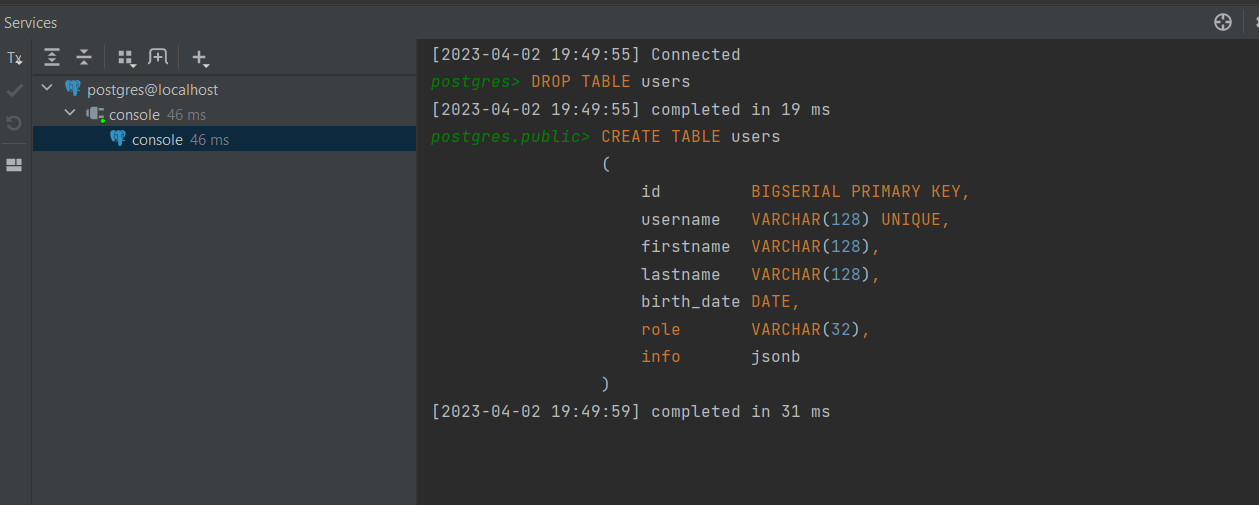 Services
Tx
postgres@localhost
console 46 ms
console 46 ms
[2023-04-02 19:49:55] Connected
postgres> DROP TABLE users
[2023-04-02 19:49:55] completed in 19 ms
postgres.public> CREATE TABLE users
(
id BIGSERIAL PRIMARY KEY,
username VARCHAR(128) UNIQUE,
firstname VARCHAR(128),
lastname VARCHAR(128),
birth_date DATE,
role VARCHAR(32),
info jsonb
)
[2023-04-02 19:49:59] completed in 31 ms